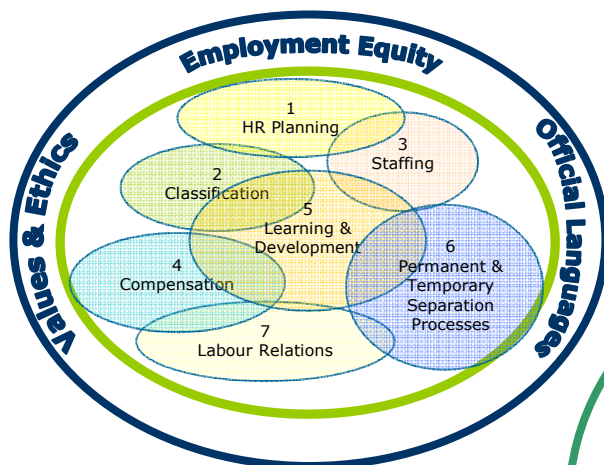 Employment Equity
Values & Ethics
Official Languages
1
HR Planning
3
Staffing
2
Classification
5
Learning &
Development
6
Permanent &
Temporary
Separation
Processes
4
Compensation
7
Labour Relations